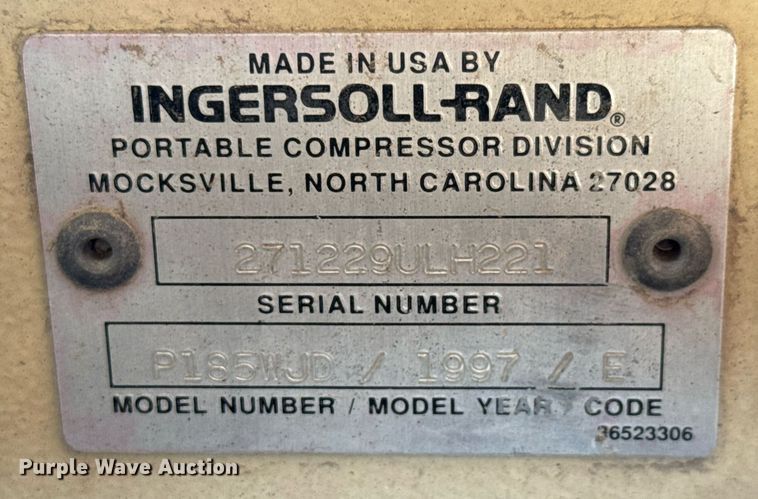 MADE IN USA BY
INGERSOLL-RAND®
PORTABLE COMPRESSOR DIVISION
MOCKSVILLE, NORTH CAROLINA 27028
271229ULH221
SERIAL NUMBER
P185WJD / 1997 / E
MODEL NUMBER / MODEL YEAR / CODE
36523306
Purple Wave Auction